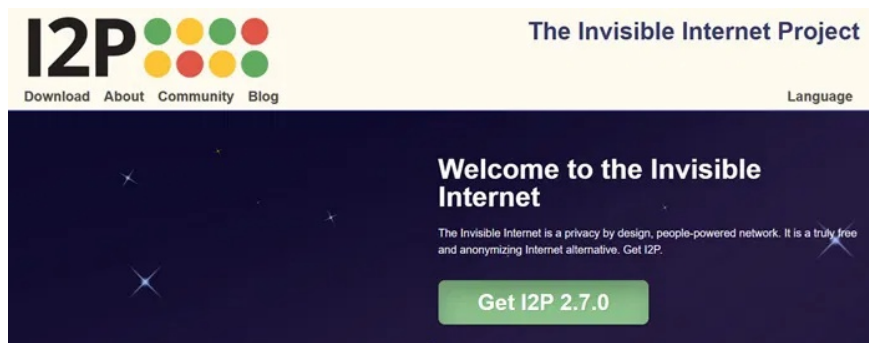 I2P
The Invisible Internet Project
Download About Community Blog
Language
Welcome to the Invisible
Internet
The Invisible Internet is a privacy by design, people-powered network. It is a truly free
and anonymizing Internet alternative. Get I2P.
Get I2P 2.7.0